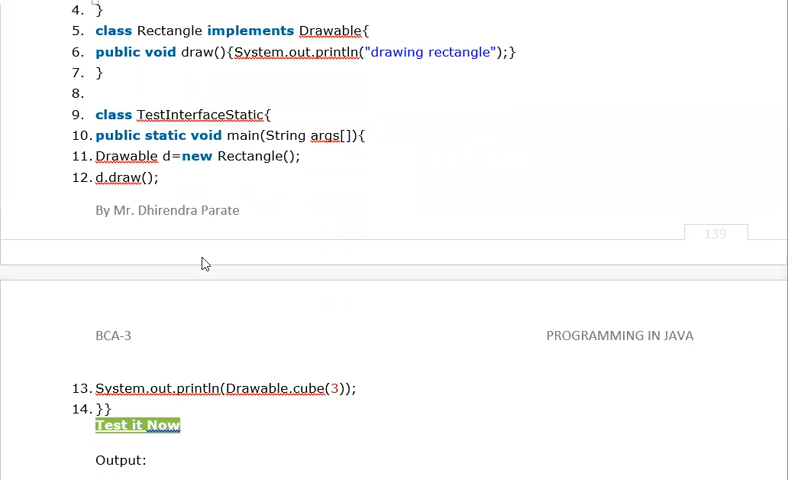 4. }
5. class Rectangle implements Drawable{
6. public void draw(){System.out.println("drawing rectangle");}
7. }
8.
9. class TestInterfaceStatic{
10. public static void main(String args[]){
11. Drawable d=new Rectangle();
12. d.draw();
By Mr. Dhirendra Parate
139
BCA-3 PROGRAMMING IN JAVA
13. System.out.println(Drawable.cube(3));
14. }}
Test it Now
Output: